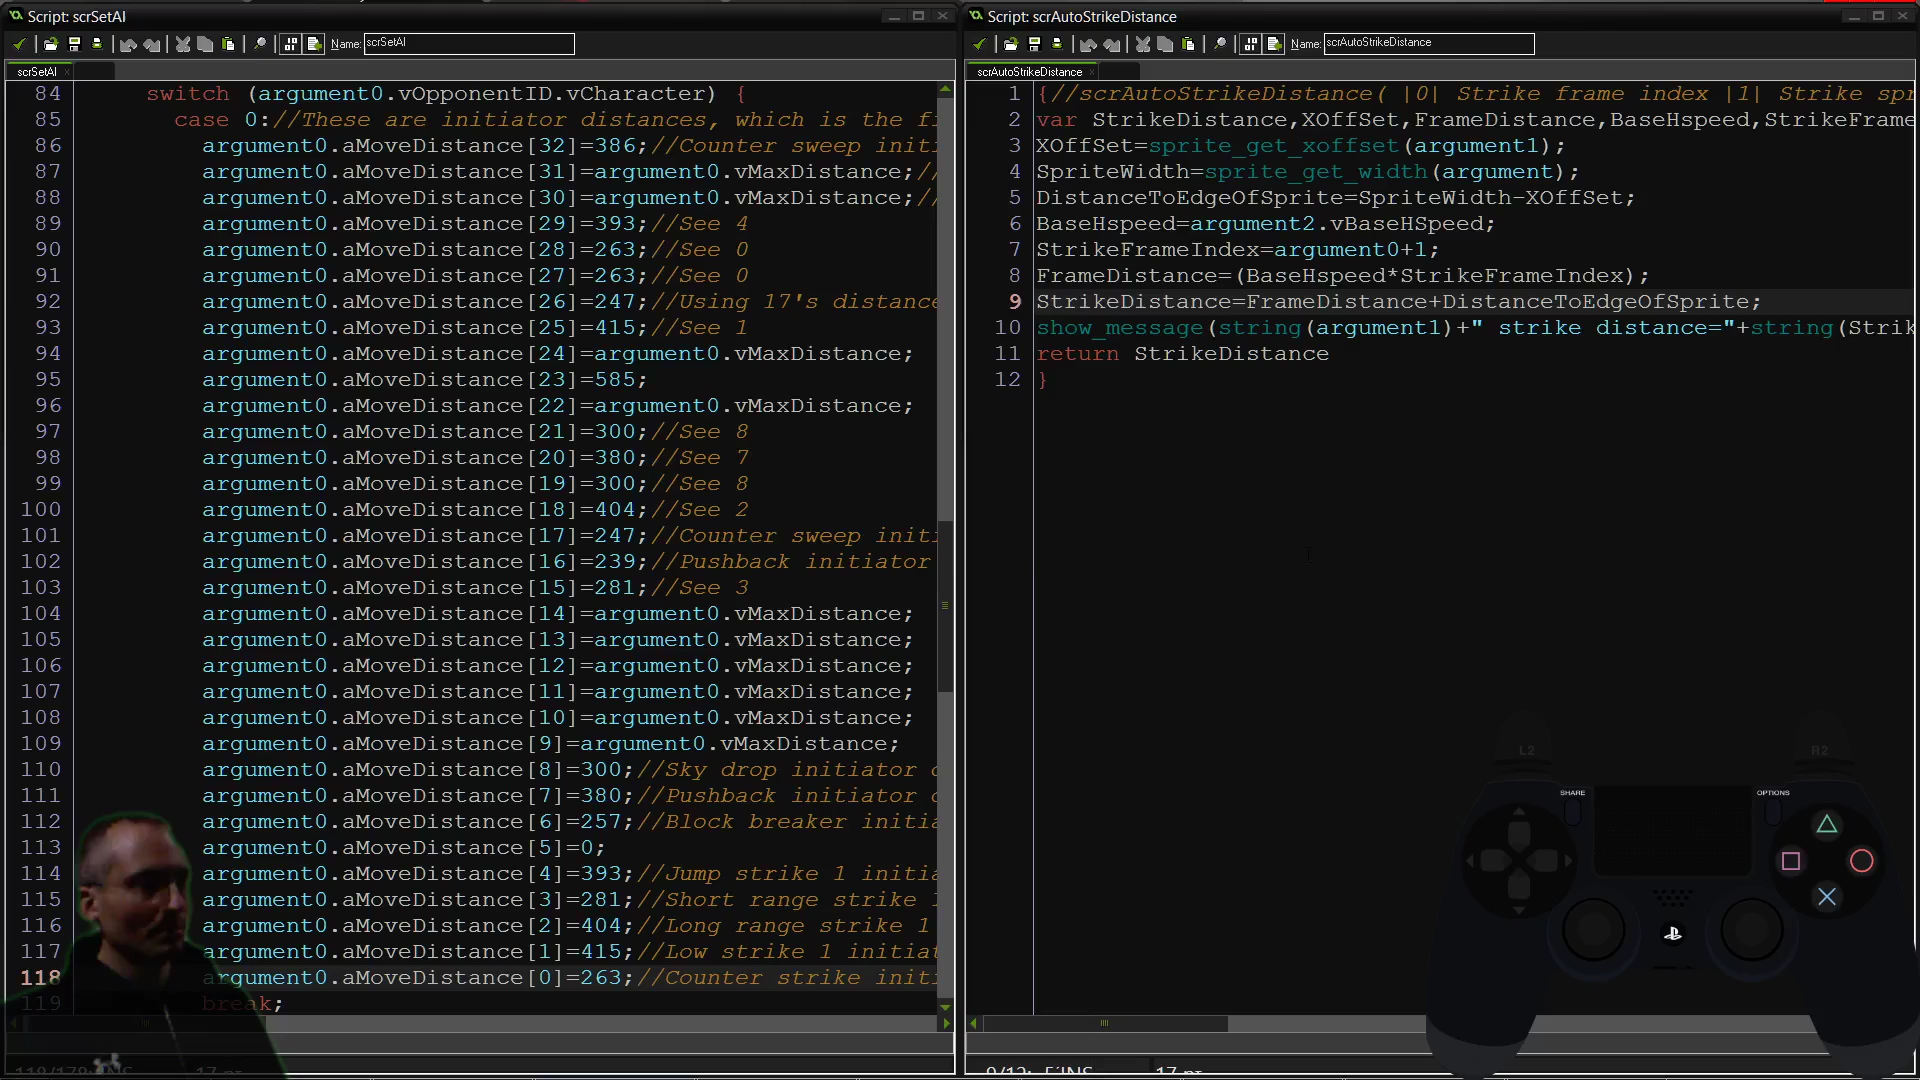 Script: scrSetAI
Name: scrSetAI
scrSetAI
84 switch (argument0.vOpponentID.vCharacter) {
85 case 0://These are initiator distances, which is the
86 argument0.aMoveDistance[32]=386;//Counter sweep
87 argument0.aMoveDistance[31]=argument0.vMaxDistance;//
88 argument0.aMoveDistance[30]=argument0.vMaxDistance;//
89 argument0.aMoveDistance[29]=393;//See 4
90 argument0.aMoveDistance[28]=263;//See 0
91 argument0.aMoveDistance[27]=263;//See 0
92 argument0.aMoveDistance[26]=247;//Using 17's distance
93 argument0.aMoveDistance[25]=415;//See 1
94 argument0.aMoveDistance[24]=argument0.vMaxDistance;
95 argument0.aMoveDistance[23]=585;
96 argument0.aMoveDistance[22]=argument0.vMaxDistance;
97 argument0.aMoveDistance[21]=300;//See 8
98 argument0.aMoveDistance[20]=380;//See 7
99 argument0.aMoveDistance[19]=300;//See 8
100 argument0.aMoveDistance[18]=404;//See 2
101 argument0.aMoveDistance[17]=247;//Counter sweep
102 argument0.aMoveDistance[16]=239;//Pushback initiator
103 argument0.aMoveDistance[15]=281;//See 3
104 argument0.aMoveDistance[14]=argument0.vMaxDistance;
105 argument0.aMoveDistance[13]=argument0.vMaxDistance;
106 argument0.aMoveDistance[12]=argument0.vMaxDistance;
107 argument0.aMoveDistance[11]=argument0.vMaxDistance;
108 argument0.aMoveDistance[10]=argument0.vMaxDistance;
109 argument0.aMoveDistance[9]=argument0.vMaxDistance;
110 argument0.aMoveDistance[8]=300;//Sky drop initiator
111 argument0.aMoveDistance[7]=380;//Pushback initiator
112 argument0.aMoveDistance[6]=257;//Block breaker
113 argument0.aMoveDistance[5]=0;
114 argument0.aMoveDistance[4]=393;//Jump strike 1
115 argument0.aMoveDistance[3]=281;//Short range strike
116 argument0.aMoveDistance[2]=404;//Long range strike 1
117 argument0.aMoveDistance[1]=415;//Low strike 1
118 argument0.aMoveDistance[0]=263;//Counter strike
119 break;
Script: scrAutoStrikeDistance
Name: scrAutoStrikeDistance
scrAutoStrikeDistance
1 {//scrAutoStrikeDistance( |0| Strike frame index |1| Strike
2 var StrikeDistance,XOffSet,FrameDistance,BaseHspeed,StrikeFrame
3 XOffSet=sprite_get_xoffset(argument1);
4 SpriteWidth=sprite_get_width(argument);
5 DistanceToEdgeOfSprite=SpriteWidth-XOffSet;
6 BaseHspeed=argument2.vBaseHSpeed;
7 StrikeFrameIndex=argument0+1;
8 FrameDistance=(BaseHspeed*StrikeFrameIndex);
9 StrikeDistance=FrameDistance+DistanceToEdgeOfSprite;
10 show_message(string(argument1)+" strike distance="+string(Strik
11 return StrikeDistance
12 }
L2
R2
SHARE
OPTIONS